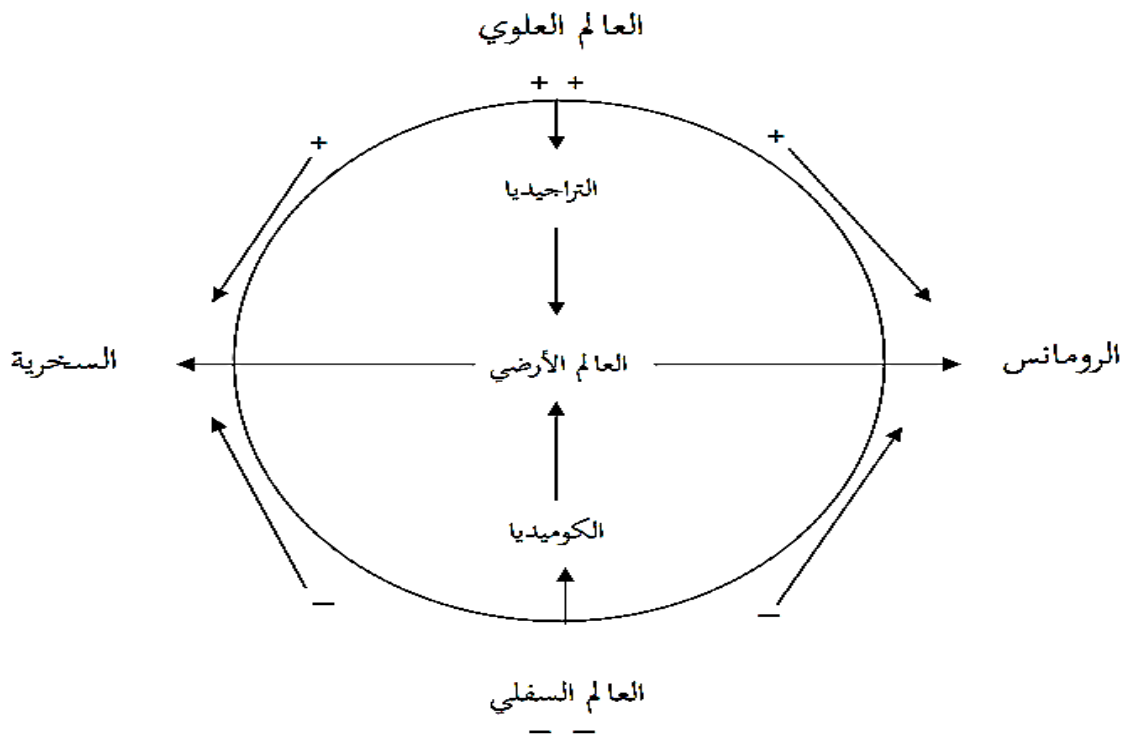 العالم العلوي
+ +
+
+
التراجيديا
الرومانس
العالم الأرضي
السخرية
الكوميديا
–
–
العالم السفلي
– –